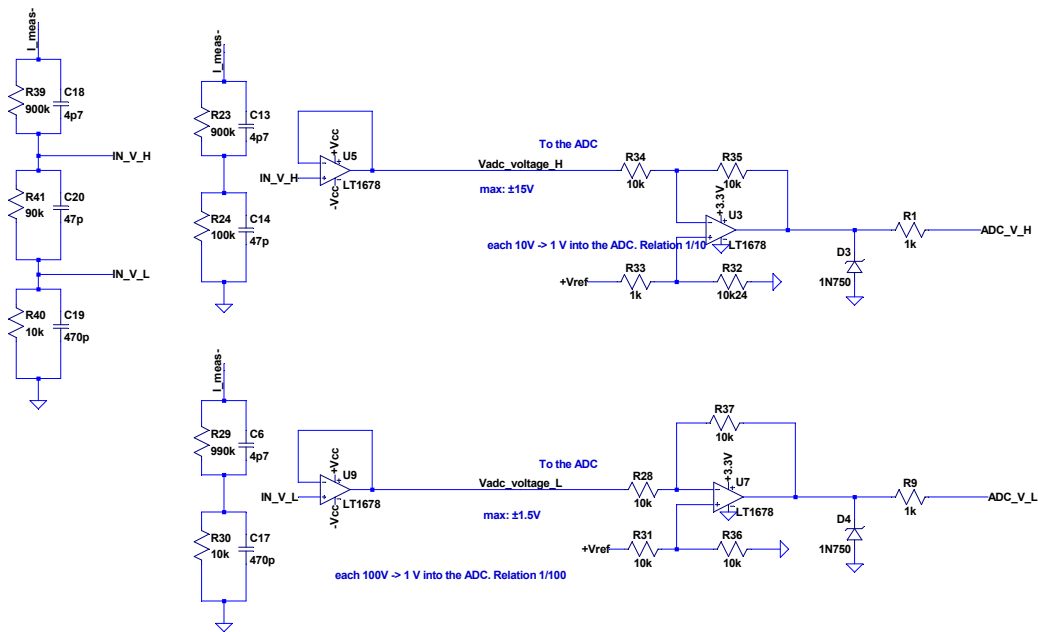 I_meas-
R39
900k
C18
4p7
IN_V_H
R41
90k
C20
47p
IN_V_L
R40
10k
C19
470p
I_meas-
R23
900k
C13
4p7
R24
100k
C14
47p
IN_V_H
+Vcc
U5
-Vcc
LT1678
To the ADC
Vadc_voltage_H
max: ±15V
R34
10k
R35
10k
+3.3V
U3
LT1678
each 10V -> 1 V into the ADC. Relation 1/10
+Vref
R33
1k
R32
10k24
D3
1N750
R1
1k
ADC_V_H
I_meas-
R29
990k
C6
4p7
R30
10k
C17
470p
IN_V_L
+Vcc
U9
-Vcc
LT1678
To the ADC
Vadc_voltage_L
max: ±1.5V
R28
10k
R37
10k
+3.3V
U7
LT1678
+Vref
R31
10k
R36
10k
D4
1N750
R9
1k
ADC_V_L
each 100V -> 1 V into the ADC. Relation 1/100